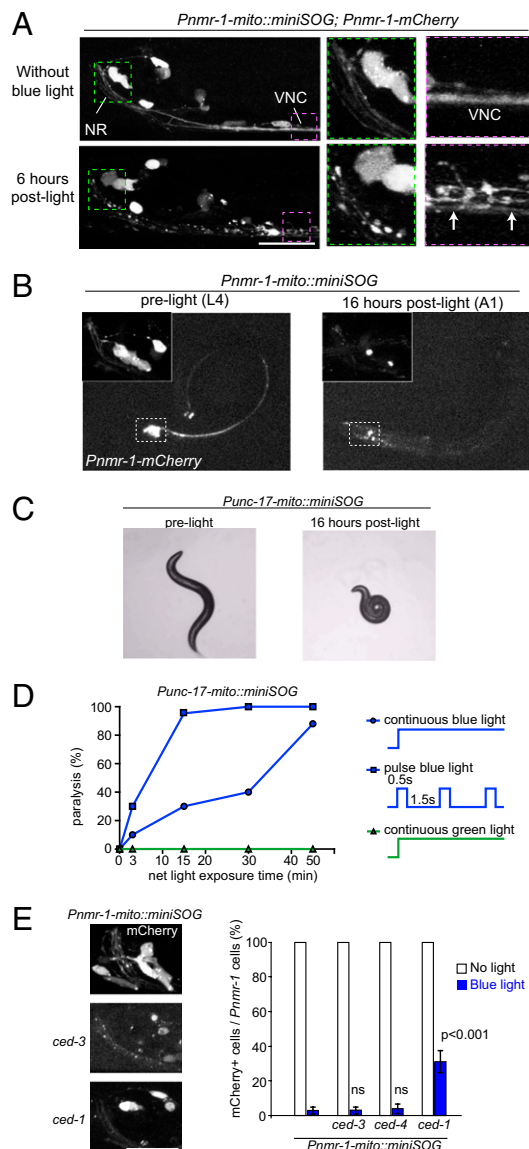 A
Pnmr-1-mito::miniSOG; Pnmr-1-mCherry
Without
blue light
NR
VNC
VNC
6 hours
post-light
B
Pnmr-1-mito::miniSOG
pre-light (L4)
16 hours post-light (A1)
Pnmr-1-mCherry
C
Punc-17-mito::miniSOG
pre-light
16 hours post-light
D
Punc-17-mito::miniSOG
paralysis (%)
100
80
60
40
20
0
0 3 10 15 20 30 40 50
net light exposure time (min)
continuous blue light
pulse blue light
0.5s
1.5s
continuous green light
E
Pnmr-1-mito::miniSOG
mCherry
ced-3
ced-1
mCherry+ cells / Pnmr-1 cells (%)
100
80
60
40
20
0
No light
Blue light
p<0.001
ns
ns
ced-3 ced-4 ced-1
Pnmr-1-mito::miniSOG